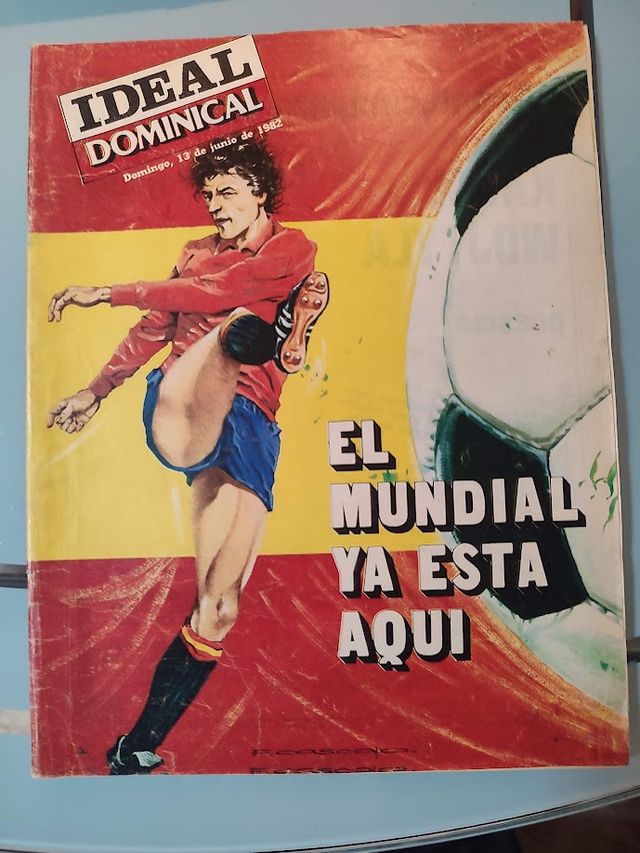 IDEAL
DOMINICAL
Domingo, 13 de junio de 1982
EL
MUNDIAL
YA ESTA
AQUI